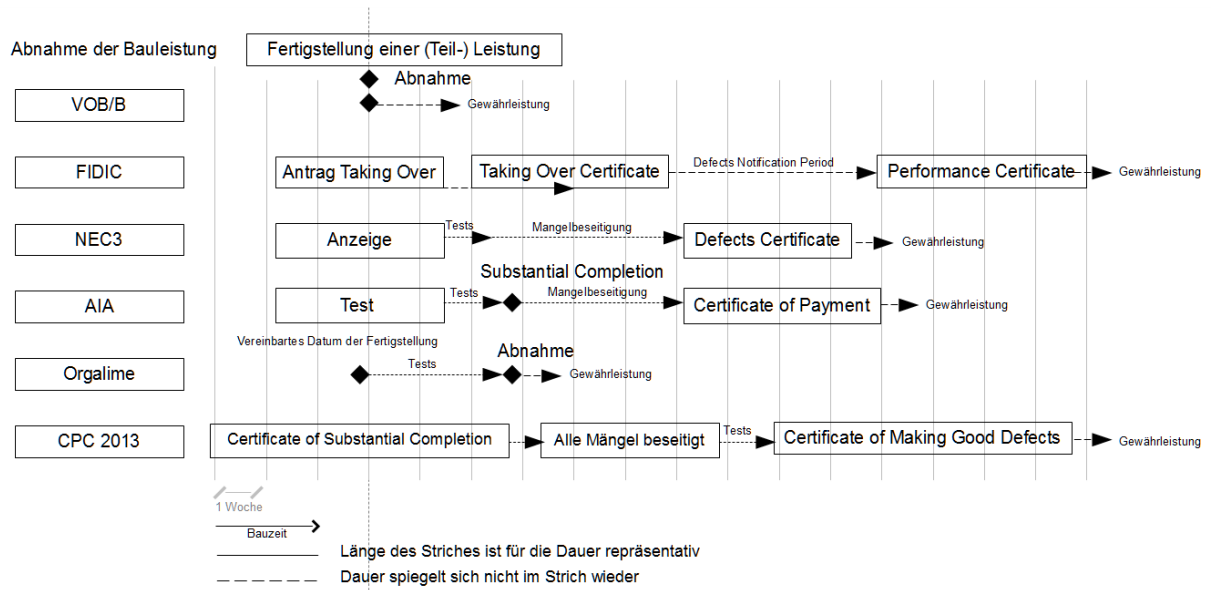 Abnahme der Bauleistung
Fertigstellung einer (Teil-) Leistung
Abnahme
VOB/B
Gewährleistung
FIDIC
Antrag Taking Over
Taking Over Certificate
Defects Notification Period
Performance Certificate
Gewährleistung
NEC3
Anzeige
Tests
Mangelbeseitigung
Defects Certificate
Gewährleistung
Substantial Completion
AIA
Test
Tests
Mangelbeseitigung
Certificate of Payment
Gewährleistung
Vereinbartes Datum der Fertigstellung
Abnahme
Orgalime
Tests
Gewährleistung
CPC 2013
Certificate of Substantial Completion
Alle Mängel beseitigt
Tests
Certificate of Making Good Defects
Gewährleistung
1 Woche
Bauzeit
Länge des Striches ist für die Dauer repräsentativ
Dauer spiegelt sich nicht im Strich wieder